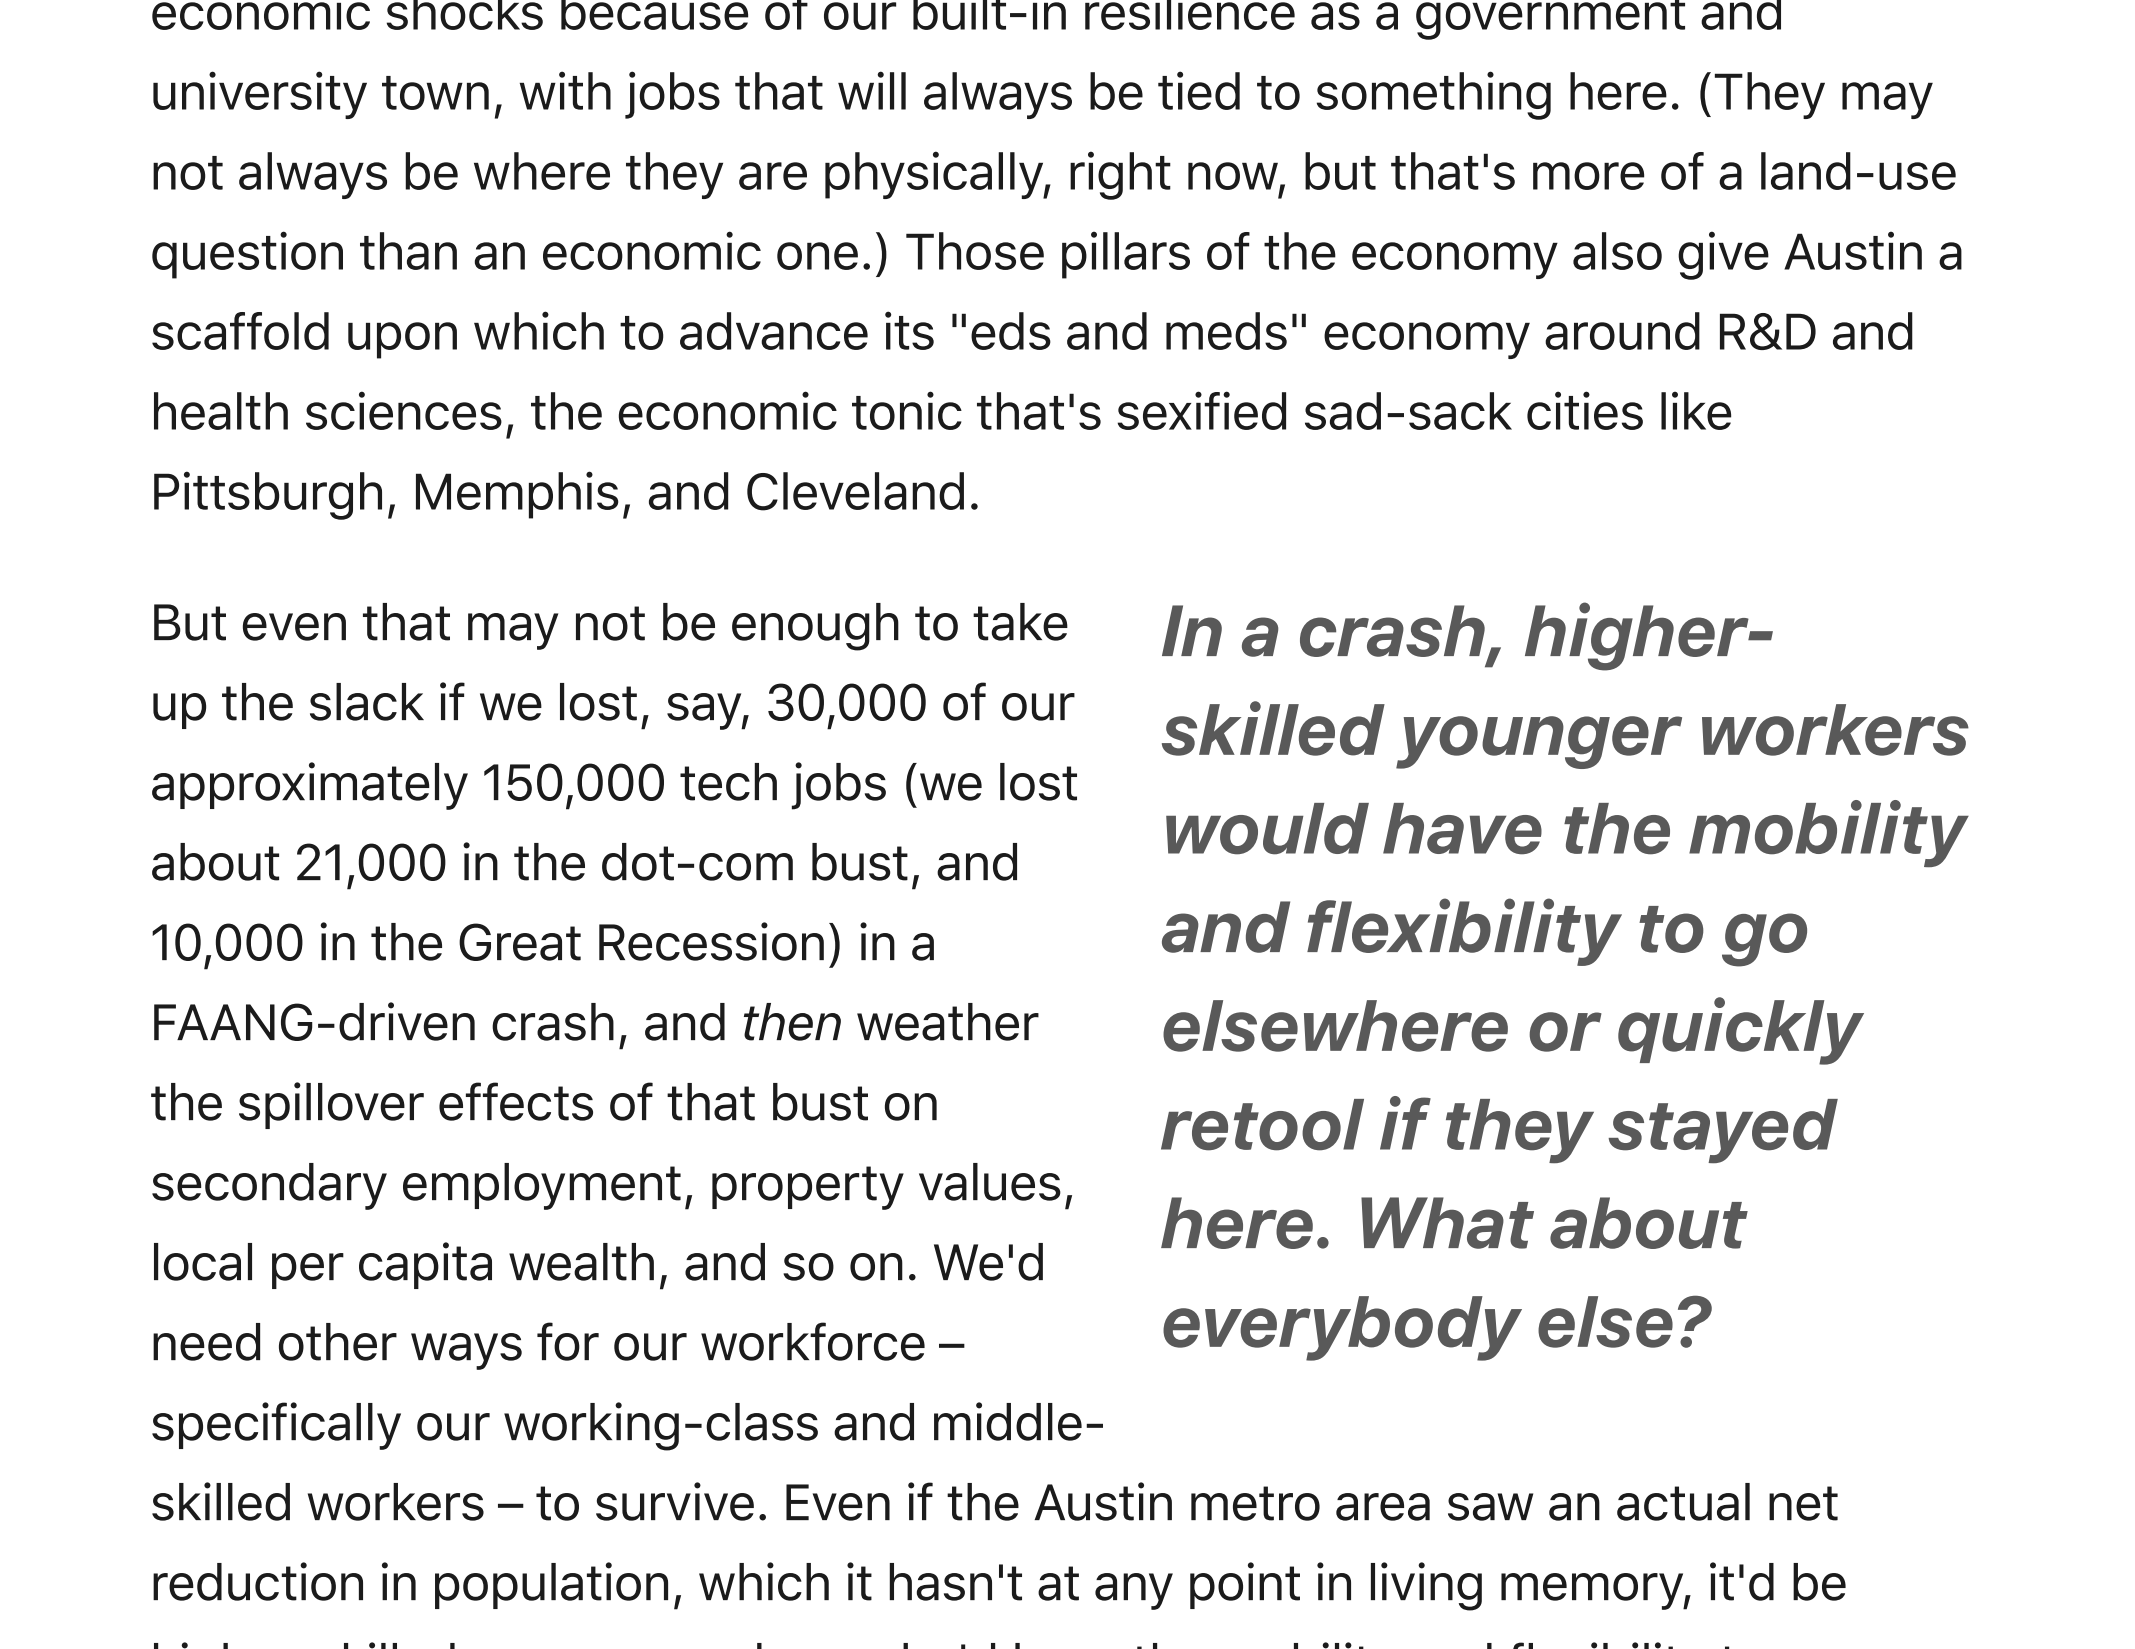 economic shocks because of our built-in resilience as a government and
university town, with jobs that will always be tied to something here. (They may
not always be where they are physically, right now, but that's more of a land-use
question than an economic one.) Those pillars of the economy also give Austin a
scaffold upon which to advance its "eds and meds" economy around R&D and
health sciences, the economic tonic that's sexified sad-sack cities like
Pittsburgh, Memphis, and Cleveland.
But even that may not be enough to take
up the slack if we lost, say, 30,000 of our
approximately 150,000 tech jobs (we lost
about 21,000 in the dot-com bust, and
10,000 in the Great Recession) in a
FAANG-driven crash, and then weather
the spillover effects of that bust on
secondary employment, property values,
local per capita wealth, and so on. We'd
need other ways for our workforce –
specifically our working-class and middle-
skilled workers – to survive. Even if the Austin metro area saw an actual net
reduction in population, which it hasn't at any point in living memory, it'd be
In a crash, higher-
skilled younger workers
would have the mobility
and flexibility to go
elsewhere or quickly
retool if they stayed
here. What about
everybody else?